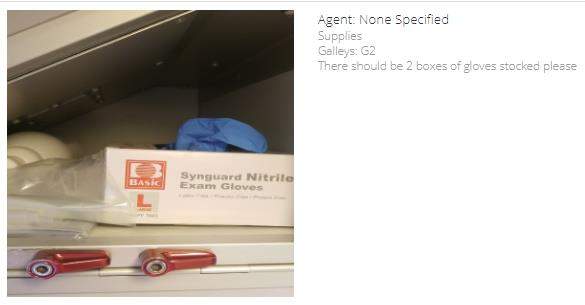 Agent: None Specified
Supplies
Galleys: G2
There should be 2 boxes of gloves stocked please
BASIC
Synguard Nitrile
Exam Gloves
L